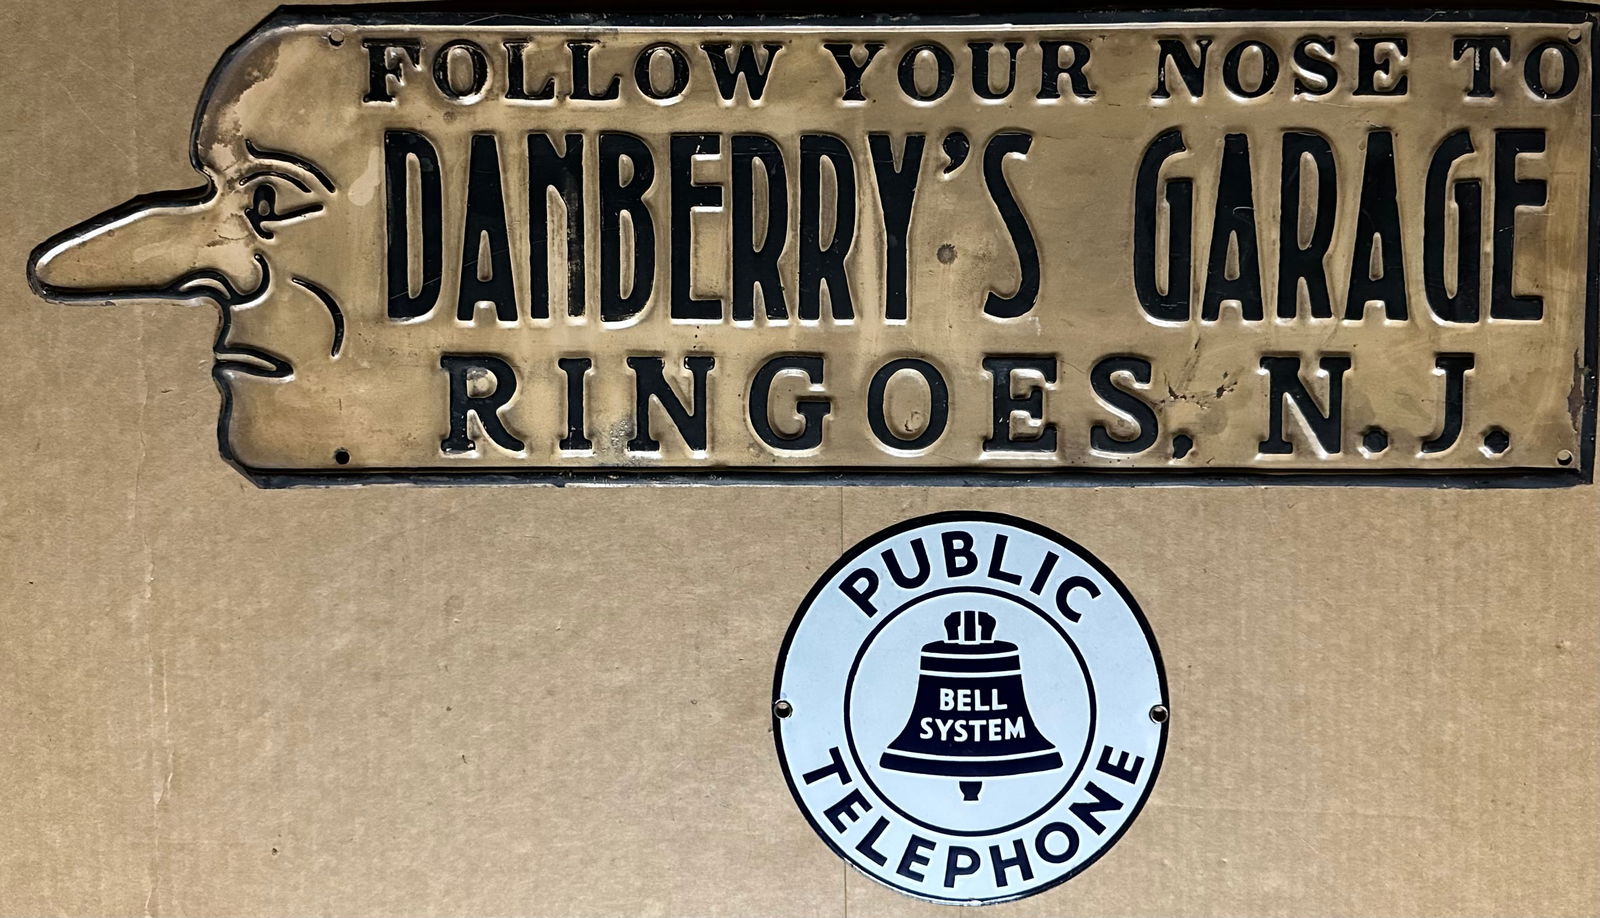 FOLLOW YOUR NOSE TO
DANBERRY'S GARAGE
RINGOES, N.J.
PUBLIC
BELL
SYSTEM
TELEPHONE